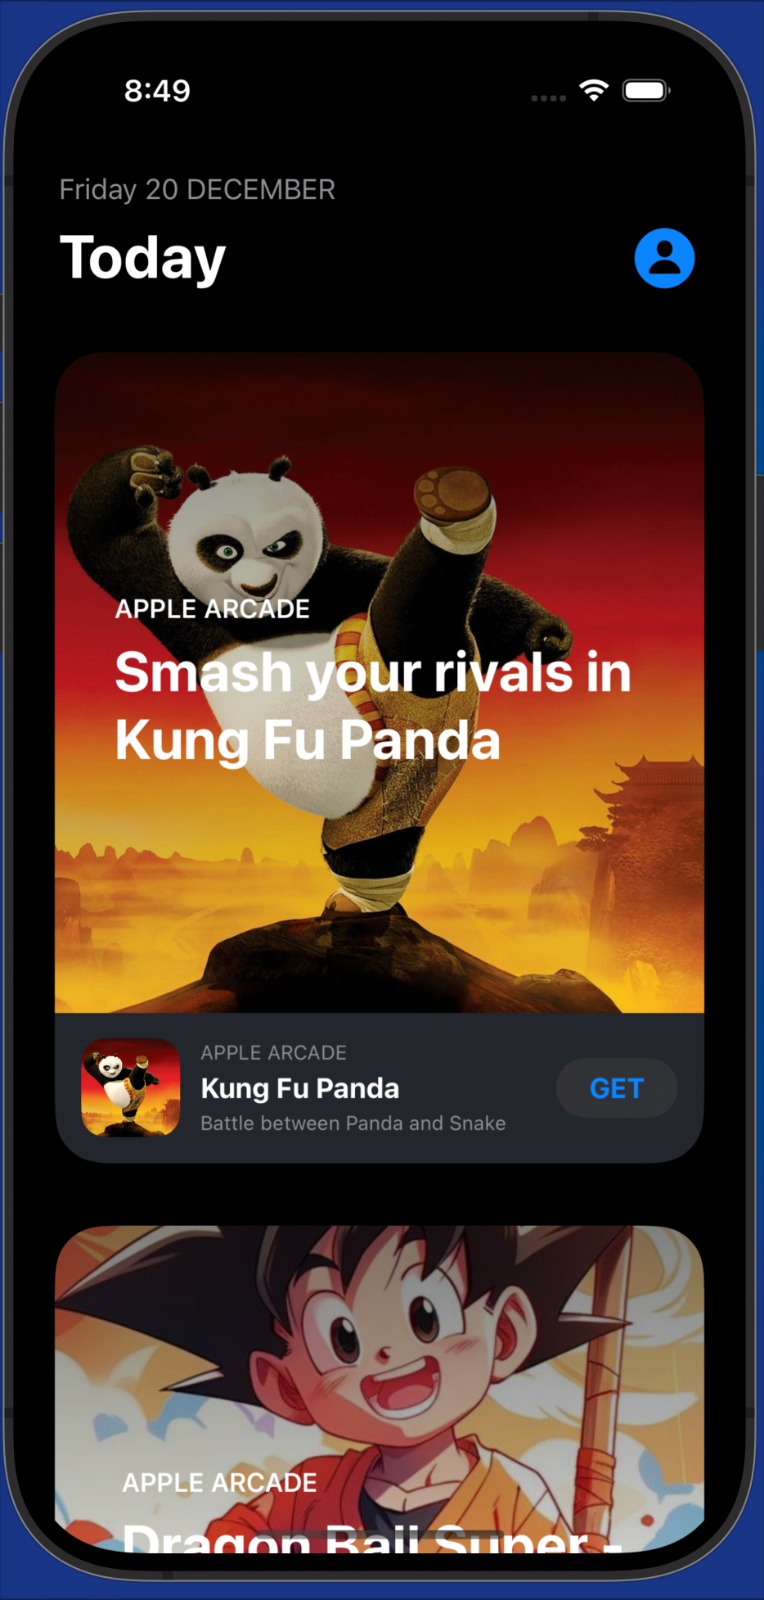 8:49
Friday 20 DECEMBER
Today
APPLE ARCADE
Smash your rivals in
Kung Fu Panda
APPLE ARCADE
Kung Fu Panda
Battle between Panda and Snake
GET
APPLE ARCADE
Dragon Ball Super -